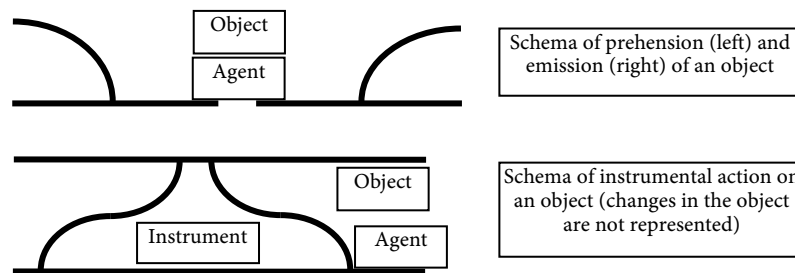 Object
Agent
Schema of prehension (left) and
emission (right) of an object
Object
Instrument
Agent
Schema of instrumental action on
an object (changes in the object
are not represented)